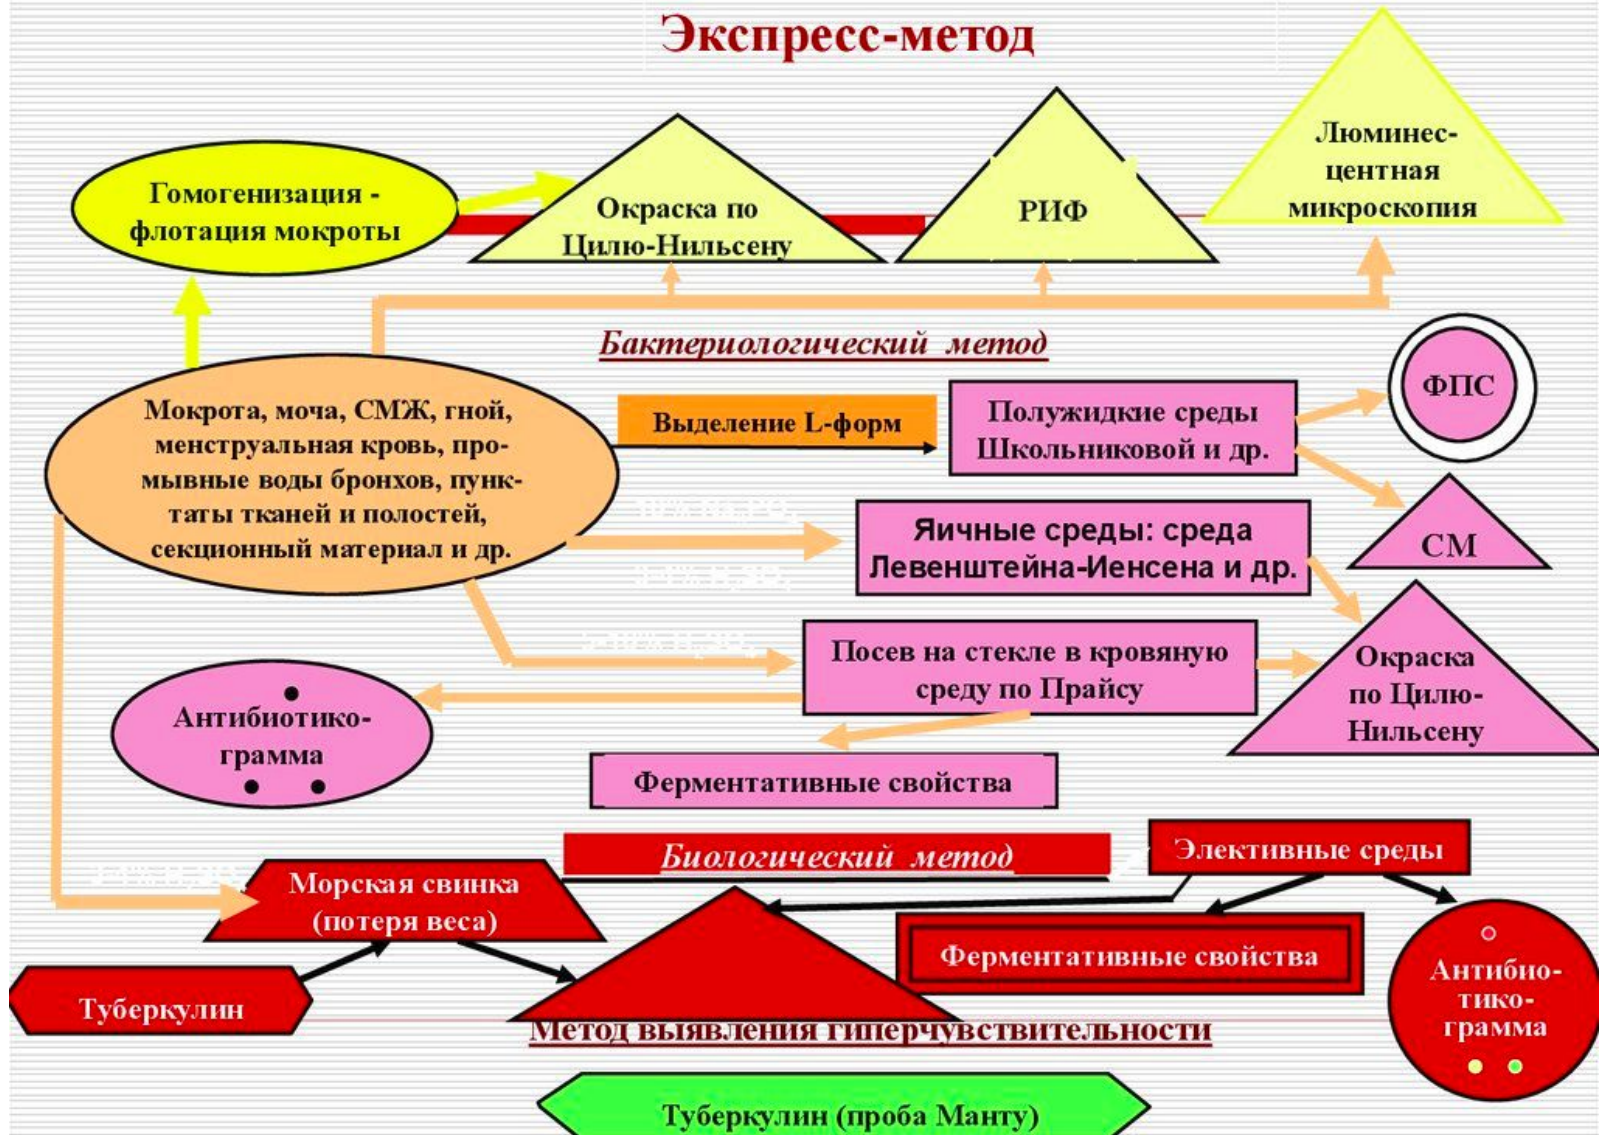 Экспресс-метод
Люминес-
центная
микроскопия
Гомогенизация -
флотация мокроты
Окраска по
Цилю-Нильсену
РИФ
Бактериологический метод
ФПС
Мокрота, моча, СМЖ, гной,
менструальная кровь, про-
мывные воды бронхов, пунк-
таты тканей и полостей,
секционный материал и др.
Выделение L-форм
Полужидкие среды
Школьниковой и др.
Яичные среды: среда
Левенштейна-Иенсена и др.
СМ
Посев на стекле в кровяную
среду по Прайсу
Окраска
по Цилю-
Нильсену
Антибиотико-
грамма
Ферментативные свойства
Биологический метод
Элективные среды
Морская свинка
(потеря веса)
Ферментативные свойства
Антибио-
тико-
грамма
Туберкулин
Метод выявления гиперчувствительности
Туберкулин (проба Манту)